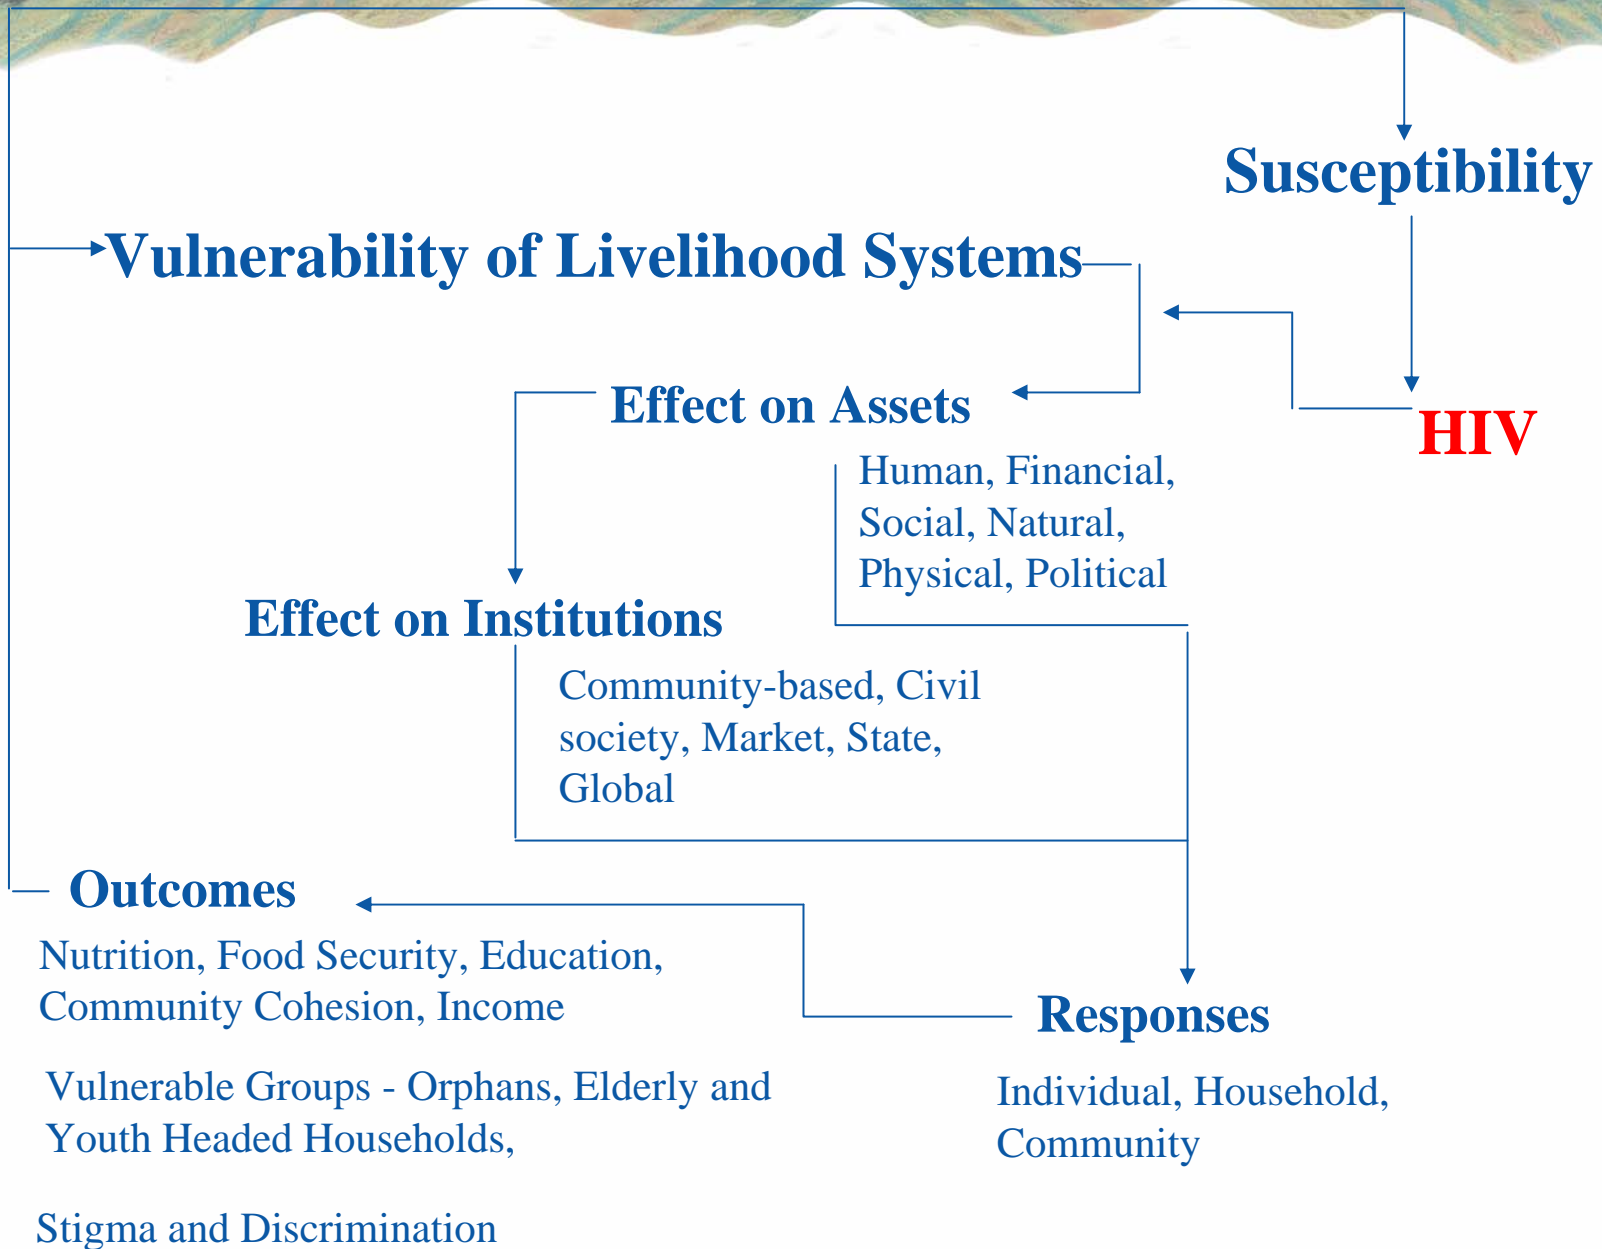 Susceptibility
Vulnerability of Livelihood Systems
Effect on Assets
HIV
Human, Financial,
Social, Natural,
Physical, Political
Effect on Institutions
Community-based, Civil
society, Market, State,
Global
Outcomes
Nutrition, Food Security, Education,
Community Cohesion, Income
Vulnerable Groups - Orphans, Elderly and
Youth Headed Households,
Stigma and Discrimination
Responses
Individual, Household,
Community